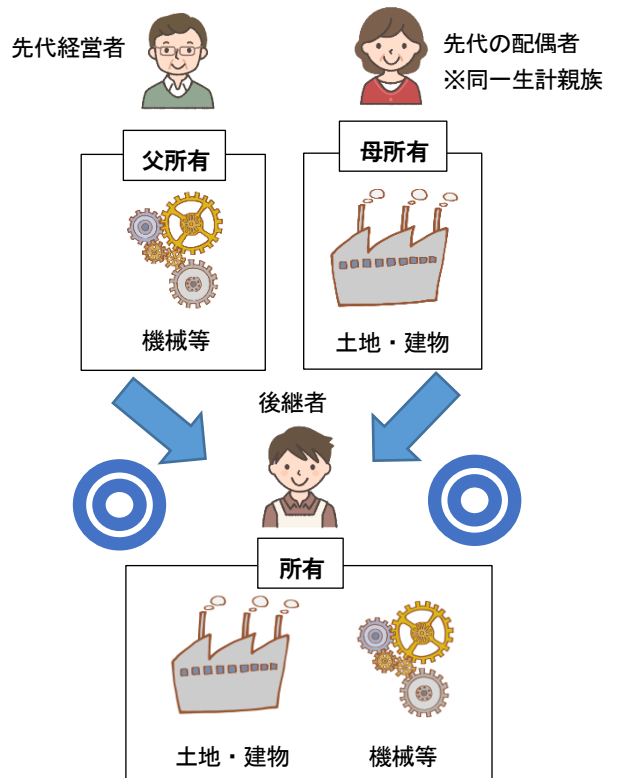 先代経営者
先代の配偶者
※同一生計親族
父所有
母所有
機械等
土地・建物
後継者
所有
土地・建物
機械等